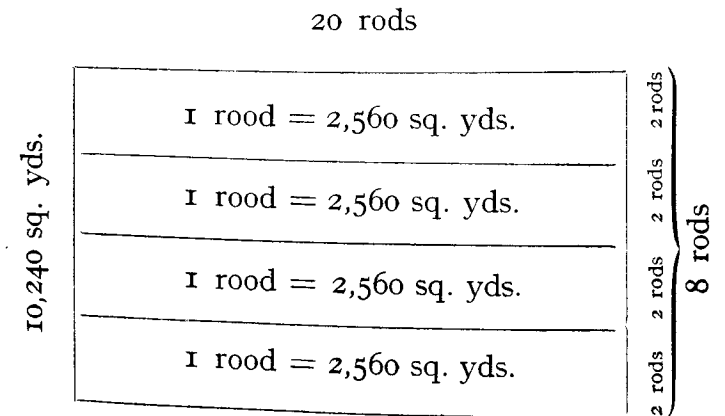 20 rods
10,240 sq. yds.
1 rood = 2,560 sq. yds.
2 rods
1 rood = 2,560 sq. yds.
2 rods
1 rood = 2,560 sq. yds.
2 rods
1 rood = 2,560 sq. yds.
2 rods
8 rods